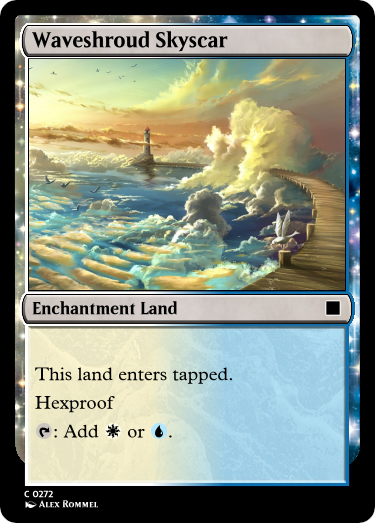 Waveshroud Skyscar
Enchantment Land
This land enters tapped.
Hexproof
: Add or .
C 0272
Alex Rommel